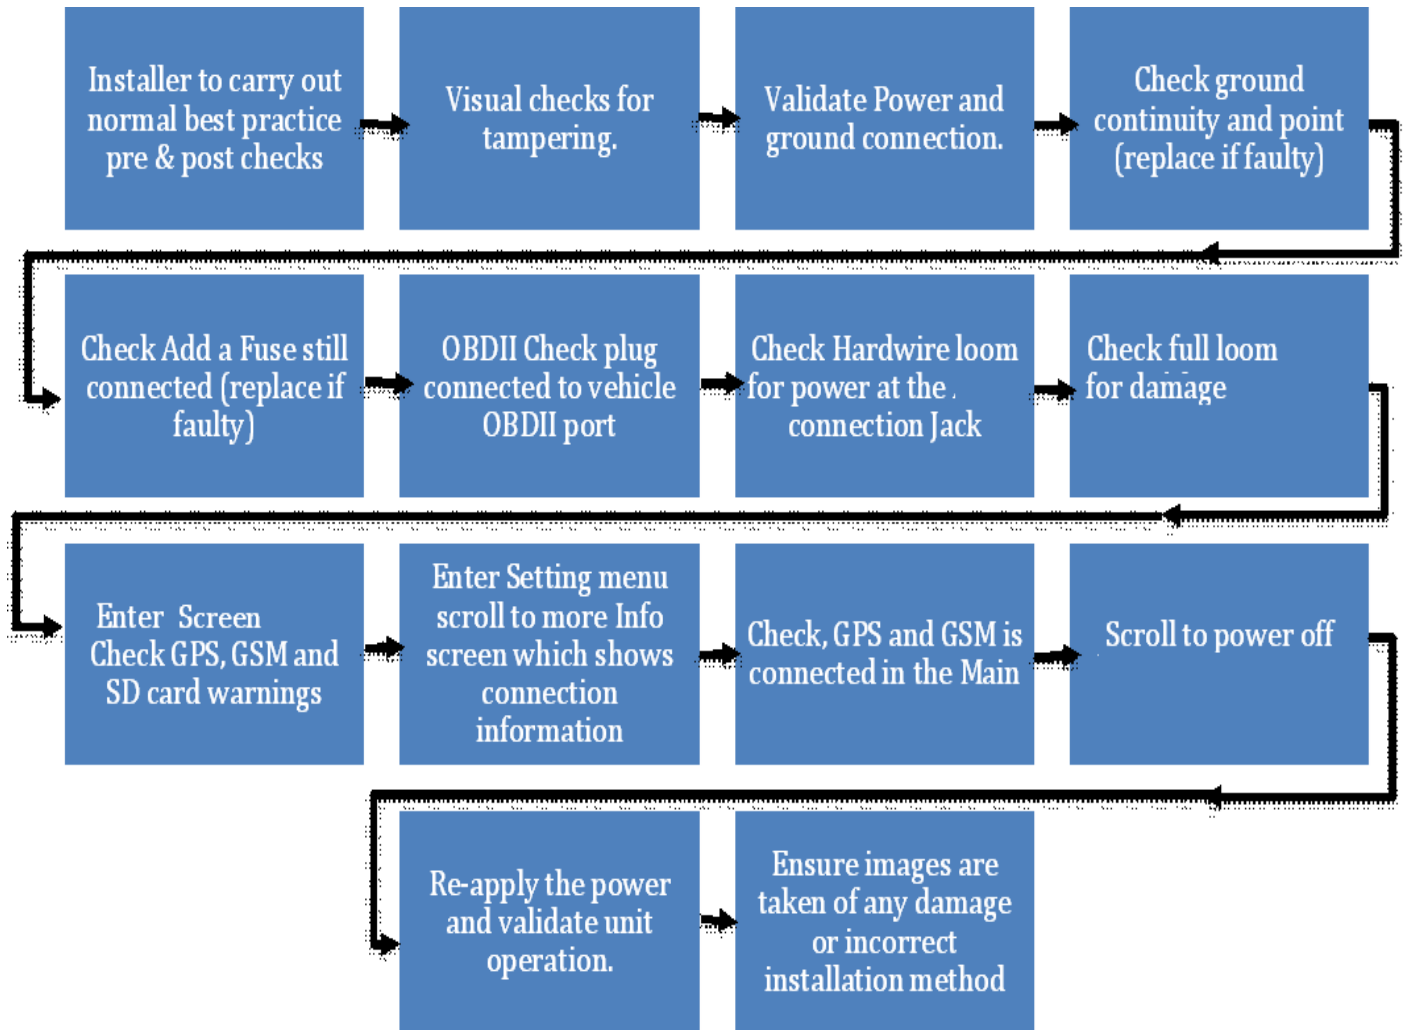 Installer to carry out
normal best practice
pre & post checks
Visual checks for
tampering.
Validate Power and
ground connection.
Check ground
continuity and point
(replace if faulty)
Check Add a Fuse still
connected (replace if
faulty)
OBDII Check plug
connected to vehicle
OBDII port
Check Hardwire loom
for power at the
connection Jack
Check full loom
for damage
Enter Screen
Check GPS, GSM and
SD card warnings
Enter Setting menu
scroll to more Info
screen which shows
connection
information
Check, GPS and GSM is
connected in the Main
Scroll to power off
Re-apply the power
and validate unit
operation.
Ensure images are
taken of any damage
or incorrect
installation method